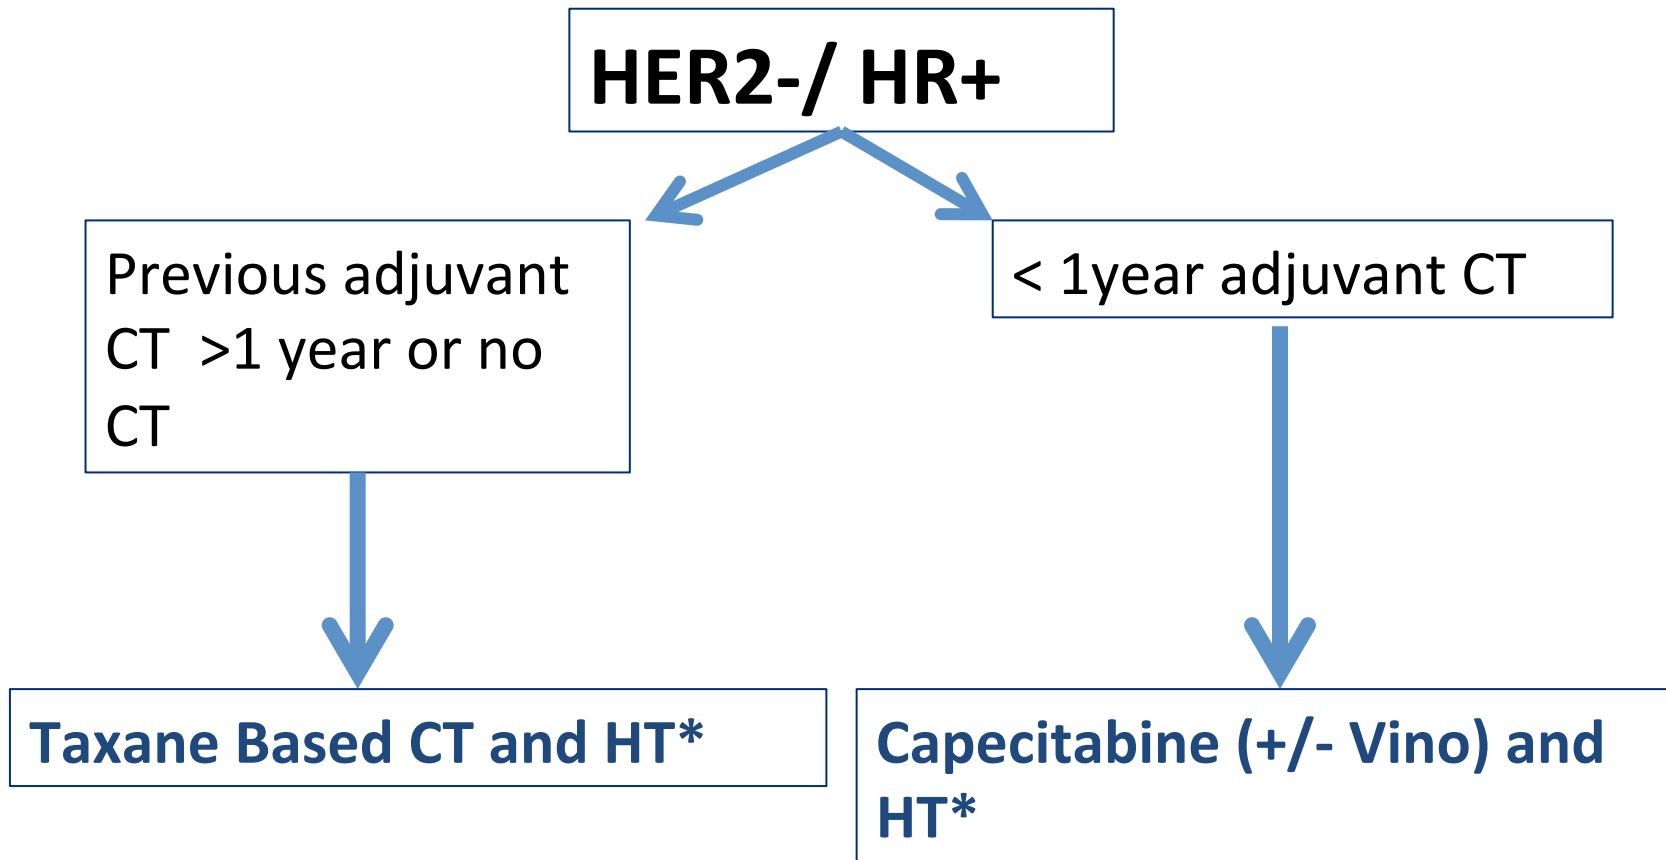 HER2-/ HR+
Previous adjuvant
CT >1 year or no
CT
< 1year adjuvant CT
Taxane Based CT and HT*
Capecitabine (+/- Vino) and
HT*